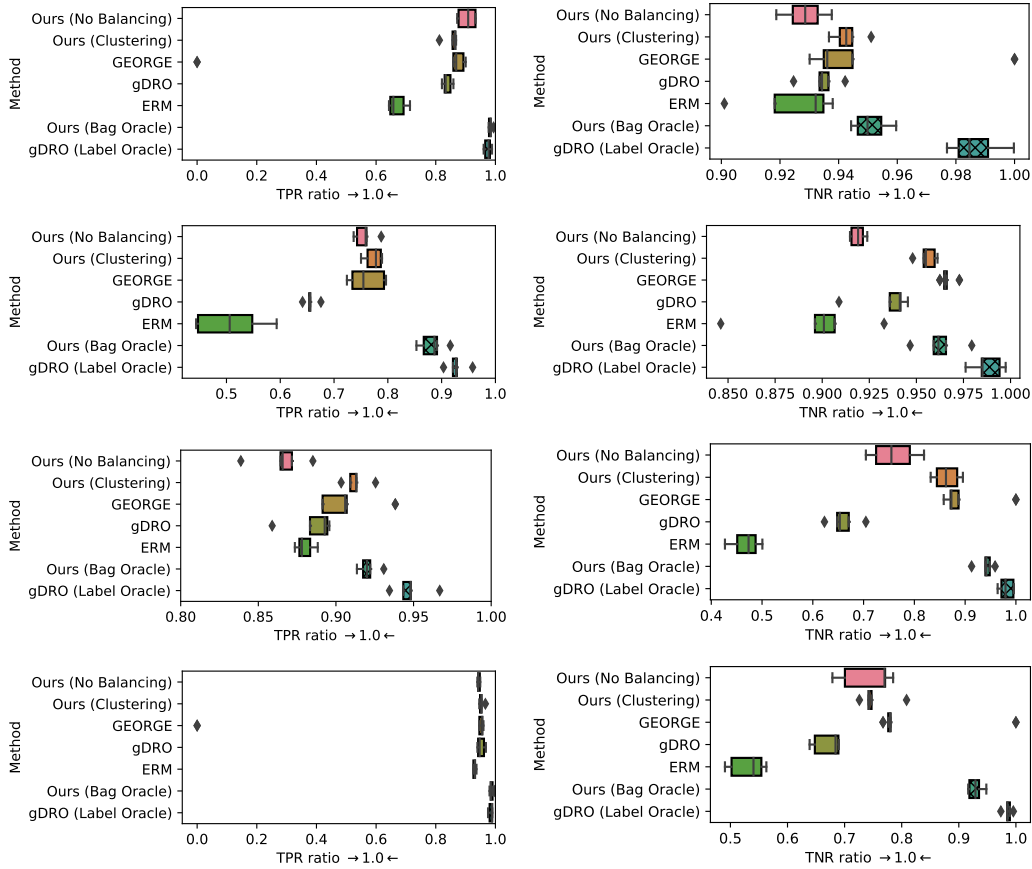 Method
Ours (No Balancing)
Ours (Clustering)
GEORGE
gDRO
ERM
Ours (Bag Oracle)
gDRO (Label Oracle)
0.0 0.2 0.4 0.6 0.8 1.0
TPR ratio →1.0←
Method
Ours (No Balancing)
Ours (Clustering)
GEORGE
gDRO
ERM
Ours (Bag Oracle)
gDRO (Label Oracle)
0.90 0.92 0.94 0.96 0.98 1.00
TNR ratio →1.0←
Method
Ours (No Balancing)
Ours (Clustering)
GEORGE
gDRO
ERM
Ours (Bag Oracle)
gDRO (Label Oracle)
0.5 0.6 0.7 0.8 0.9 1.0
TPR ratio →1.0←
Method
Ours (No Balancing)
Ours (Clustering)
GEORGE
gDRO
ERM
Ours (Bag Oracle)
gDRO (Label Oracle)
0.850 0.875 0.900 0.925 0.950 0.975 1.000
TNR ratio →1.0←
Method
Ours (No Balancing)
Ours (Clustering)
GEORGE
gDRO
ERM
Ours (Bag Oracle)
gDRO (Label Oracle)
0.80 0.85 0.90 0.95 1.00
TPR ratio →1.0←
Method
Ours (No Balancing)
Ours (Clustering)
GEORGE
gDRO
ERM
Ours (Bag Oracle)
gDRO (Label Oracle)
0.4 0.5 0.6 0.7 0.8 0.9 1.0
TNR ratio →1.0←
Method
Ours (No Balancing)
Ours (Clustering)
GEORGE
gDRO
ERM
Ours (Bag Oracle)
gDRO (Label Oracle)
0.0 0.2 0.4 0.6 0.8 1.0
TPR ratio →1.0←
Method
Ours (No Balancing)
Ours (Clustering)
GEORGE
gDRO
ERM
Ours (Bag Oracle)
gDRO (Label Oracle)
0.5 0.6 0.7 0.8 0.9 1.0
TNR ratio →1.0←